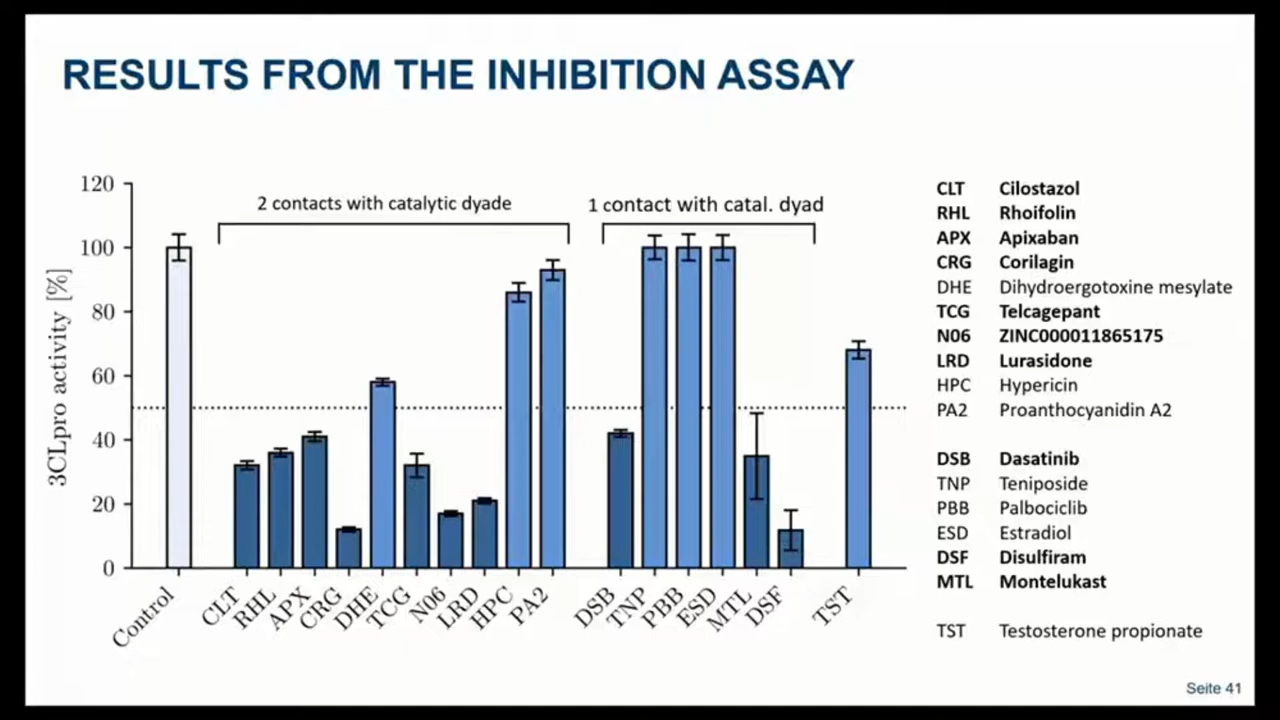 RESULTS FROM THE INHIBITION ASSAY
120
100
80
60
40
20
0
3CLpro activity [%]
2 contacts with catalytic dyade
1 contact with catal. dyad
Control
CLT
RHL
APX
CRG
DHE
TCG
N06
LRD
HPC
PA2
DSB
TNP
PBB
ESD
MTL
DSF
TST
CLT Cilostazol
RHL Rhoifolin
APX Apixaban
CRG Corilagin
DHE Dihydroergotoxine mesylate
TCG Telcagepant
N06 ZINC000011865175
LRD Lurasidone
HPC Hypericin
PA2 Proanthocyanidin A2
DSB Dasatinib
TNP Teniposide
PBB Palbociclib
ESD Estradiol
DSF Disulfiram
MTL Montelukast
TST Testosterone propionate
Seite 41